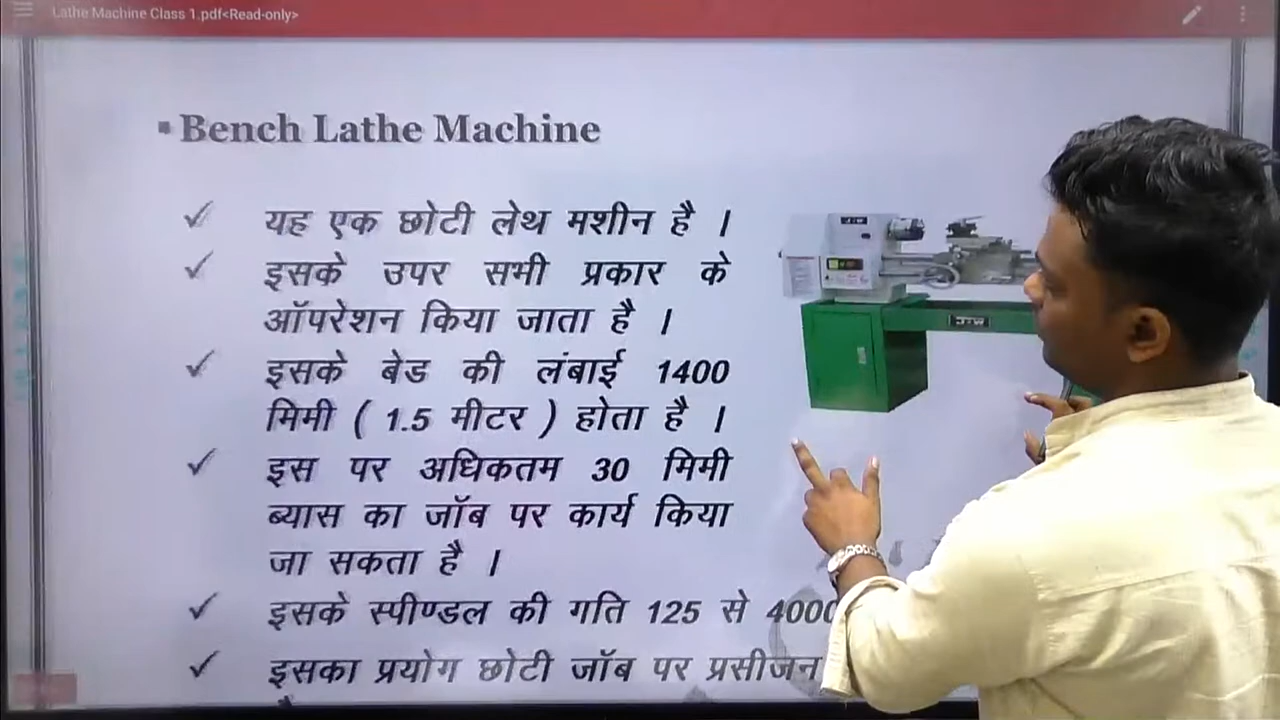 Lathe Machine Class 1.pdf<Read-only>
▪ Bench Lathe Machine
✓ यह एक छोटी लेथ मशीन है ।
✓ इसके उपर सभी प्रकार के
ऑपरेशन किया जाता है ।
✓ इसके बेड की लंबाई 1400
मिमी ( 1.5 मीटर ) होता है ।
✓ इस पर अधिकतम 30 मिमी
ब्यास का जॉब पर कार्य किया
जा सकता है ।
✓ इसके स्पीण्डल की गति 125 से 4000
✓ इसका प्रयोग छोटी जॉब पर प्रसीजन